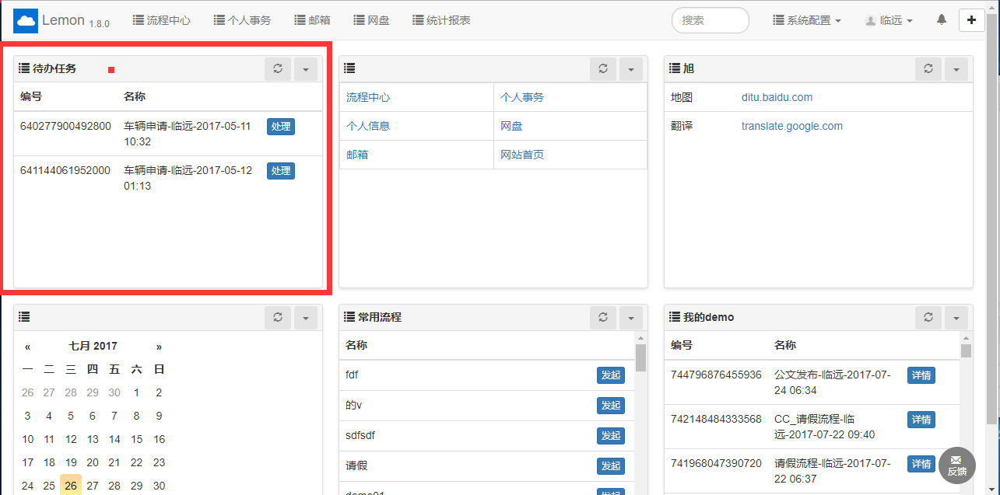 Lemon 1.8.0 流程中心 个人事务 邮箱 网盘 统计报表 搜索 系统配置 临远
待办任务
编号 名称
640277900492800 车辆申请-临远-2017-05-11 处理
10:32
641144061952000 车辆申请-临远-2017-05-12 处理
01:13
流程中心 个人事务
个人信息 网盘
邮箱 网站首页
旭
地图 ditu.baidu.com
翻译 translate.google.com
« 七月 2017 »
一 二 三 四 五 六 日
26 27 28 29 30 1 2
3 4 5 6 7 8 9
10 11 12 13 14 15 16
17 18 19 20 21 22 23
24 25 26 27 28 29 30
常用流程
名称
fdf 发起
的v 发起
sdfsdf 发起
请假 发起
demo01 发起
我的demo
编号 名称
744796876455936 公文发布-临远-2017-07- 详情
24 06:34
742148484333568 CC_请假流程-临 详情
远-2017-07-22 09:40
741968047390720 请假流程-临远-2017-07- 详情
22 06:37
反馈